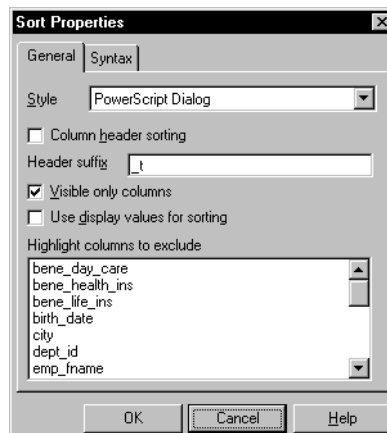 Sort Properties
General Syntax
Style PowerScript Dialog
Column header sorting
Header suffix _t
Visible only columns
Use display values for sorting
Highlight columns to exclude
bene_day_care
bene_health_ins
bene_life_ins
birth_date
city
dept_id
emp_fname
OK Cancel Help